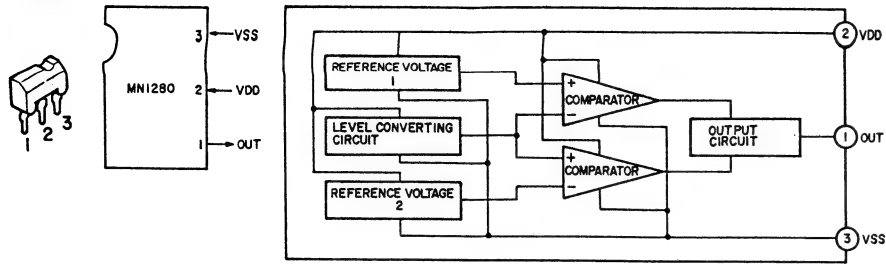 1 2 3
MN1280
3 VSS
2 VDD
1 OUT
REFERENCE VOLTAGE
1
LEVEL CONVERTING
CIRCUIT
REFERENCE VOLTAGE
2
+
COMPARATOR
−
+
COMPARATOR
−
OUTPUT
CIRCUIT
2 VDD
1 OUT
3 VSS